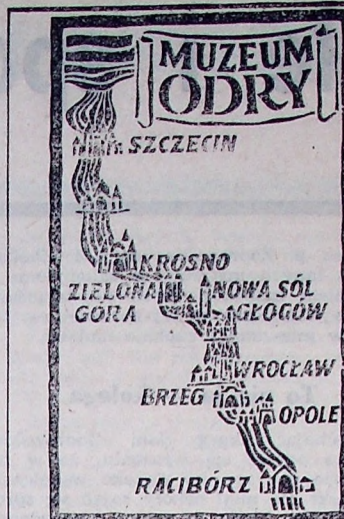 MUZEUM
ODRY
SZCZECIN
KROSNO
ZIELONA NOWA SÓL
GÓRA GŁOGÓW
WROCŁAW
BRZEG
OPOLE
RACIBÓRZ